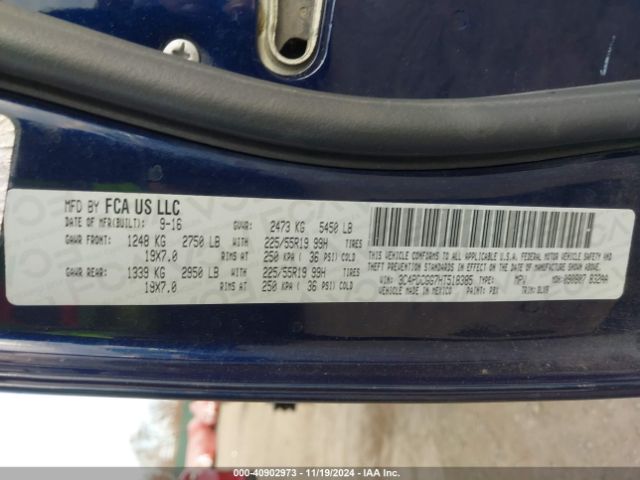 MFD BY FCA US LLC
DATE OF MFR(BUILT): 9-16 GVWR: 2473 KG 5450 LB
GAWR FRONT: 1248 KG 2750 LB WITH 225/55R19 99H TIRES
19X7.0 RIMS AT 250 KPA ( 36 PSI) COLD
GAWR REAR: 1339 KG 2950 LB WITH 225/55R19 99H TIRES
19X7.0 RIMS AT 250 KPA ( 36 PSI) COLD
THIS VEHICLE CONFORMS TO ALL APPLICABLE U.S.A. FEDERAL MOTOR VEHICLE SAFETY AND
THEFT PREVENTION STANDARDS IN EFFECT ON THE DATE OF MANUFACTURE SHOWN ABOVE.
VIN: 3C4PDCGG7HT518385 TYPE: MPV MDH: 832AA
VEHICLE MADE IN MEXICO PAINT: PBX TRIM:
000-40902973 - 11/19/2024 - IAA Inc.